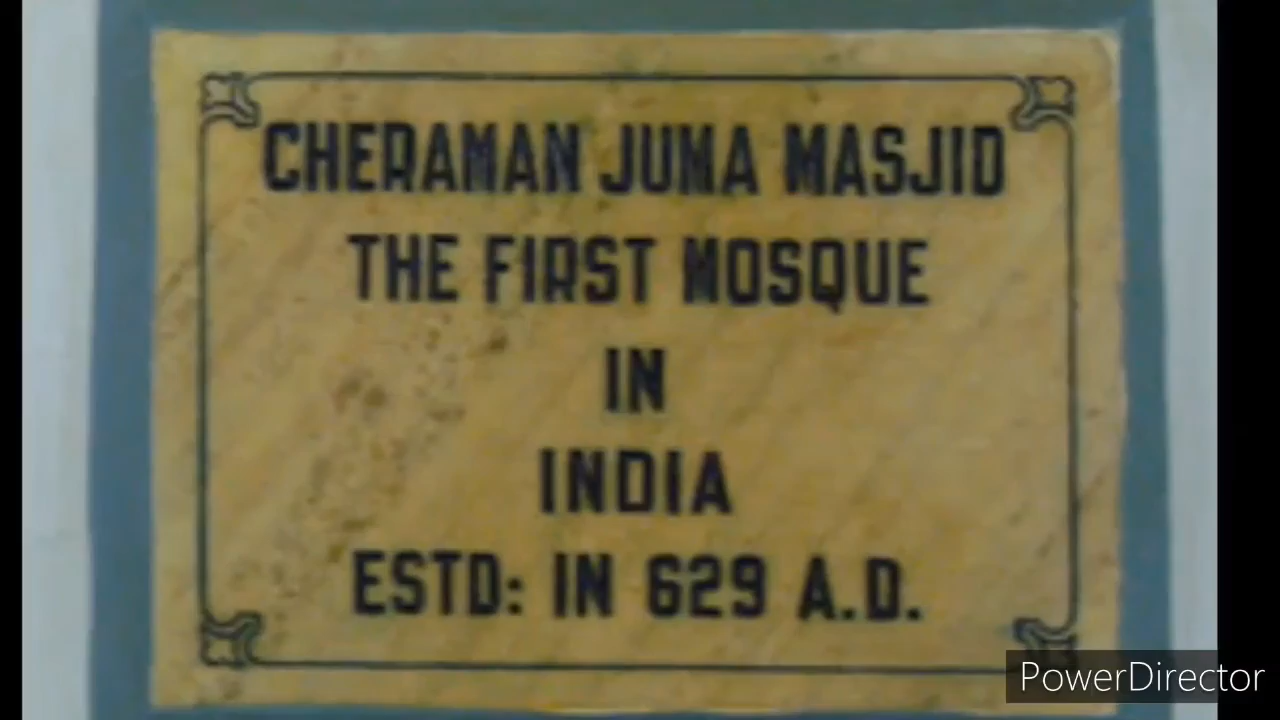 CHERAMAN JUMA MASJID
THE FIRST MOSQUE
IN
INDIA
ESTD: IN 629 A.D.
PowerDirector